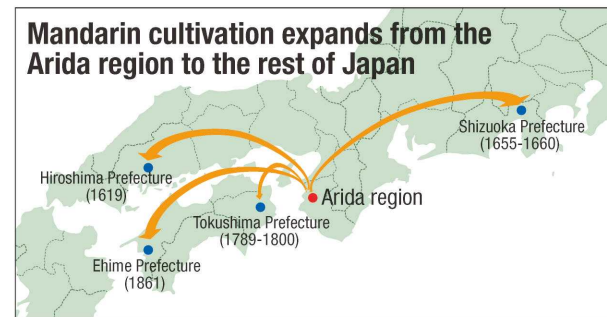 Mandarin cultivation expands from the
Arida region to the rest of Japan
Shizuoka Prefecture
(1655-1660)
Hiroshima Prefecture
(1619)
Arida region
Tokushima Prefecture
(1789-1800)
Ehime Prefecture
(1861)